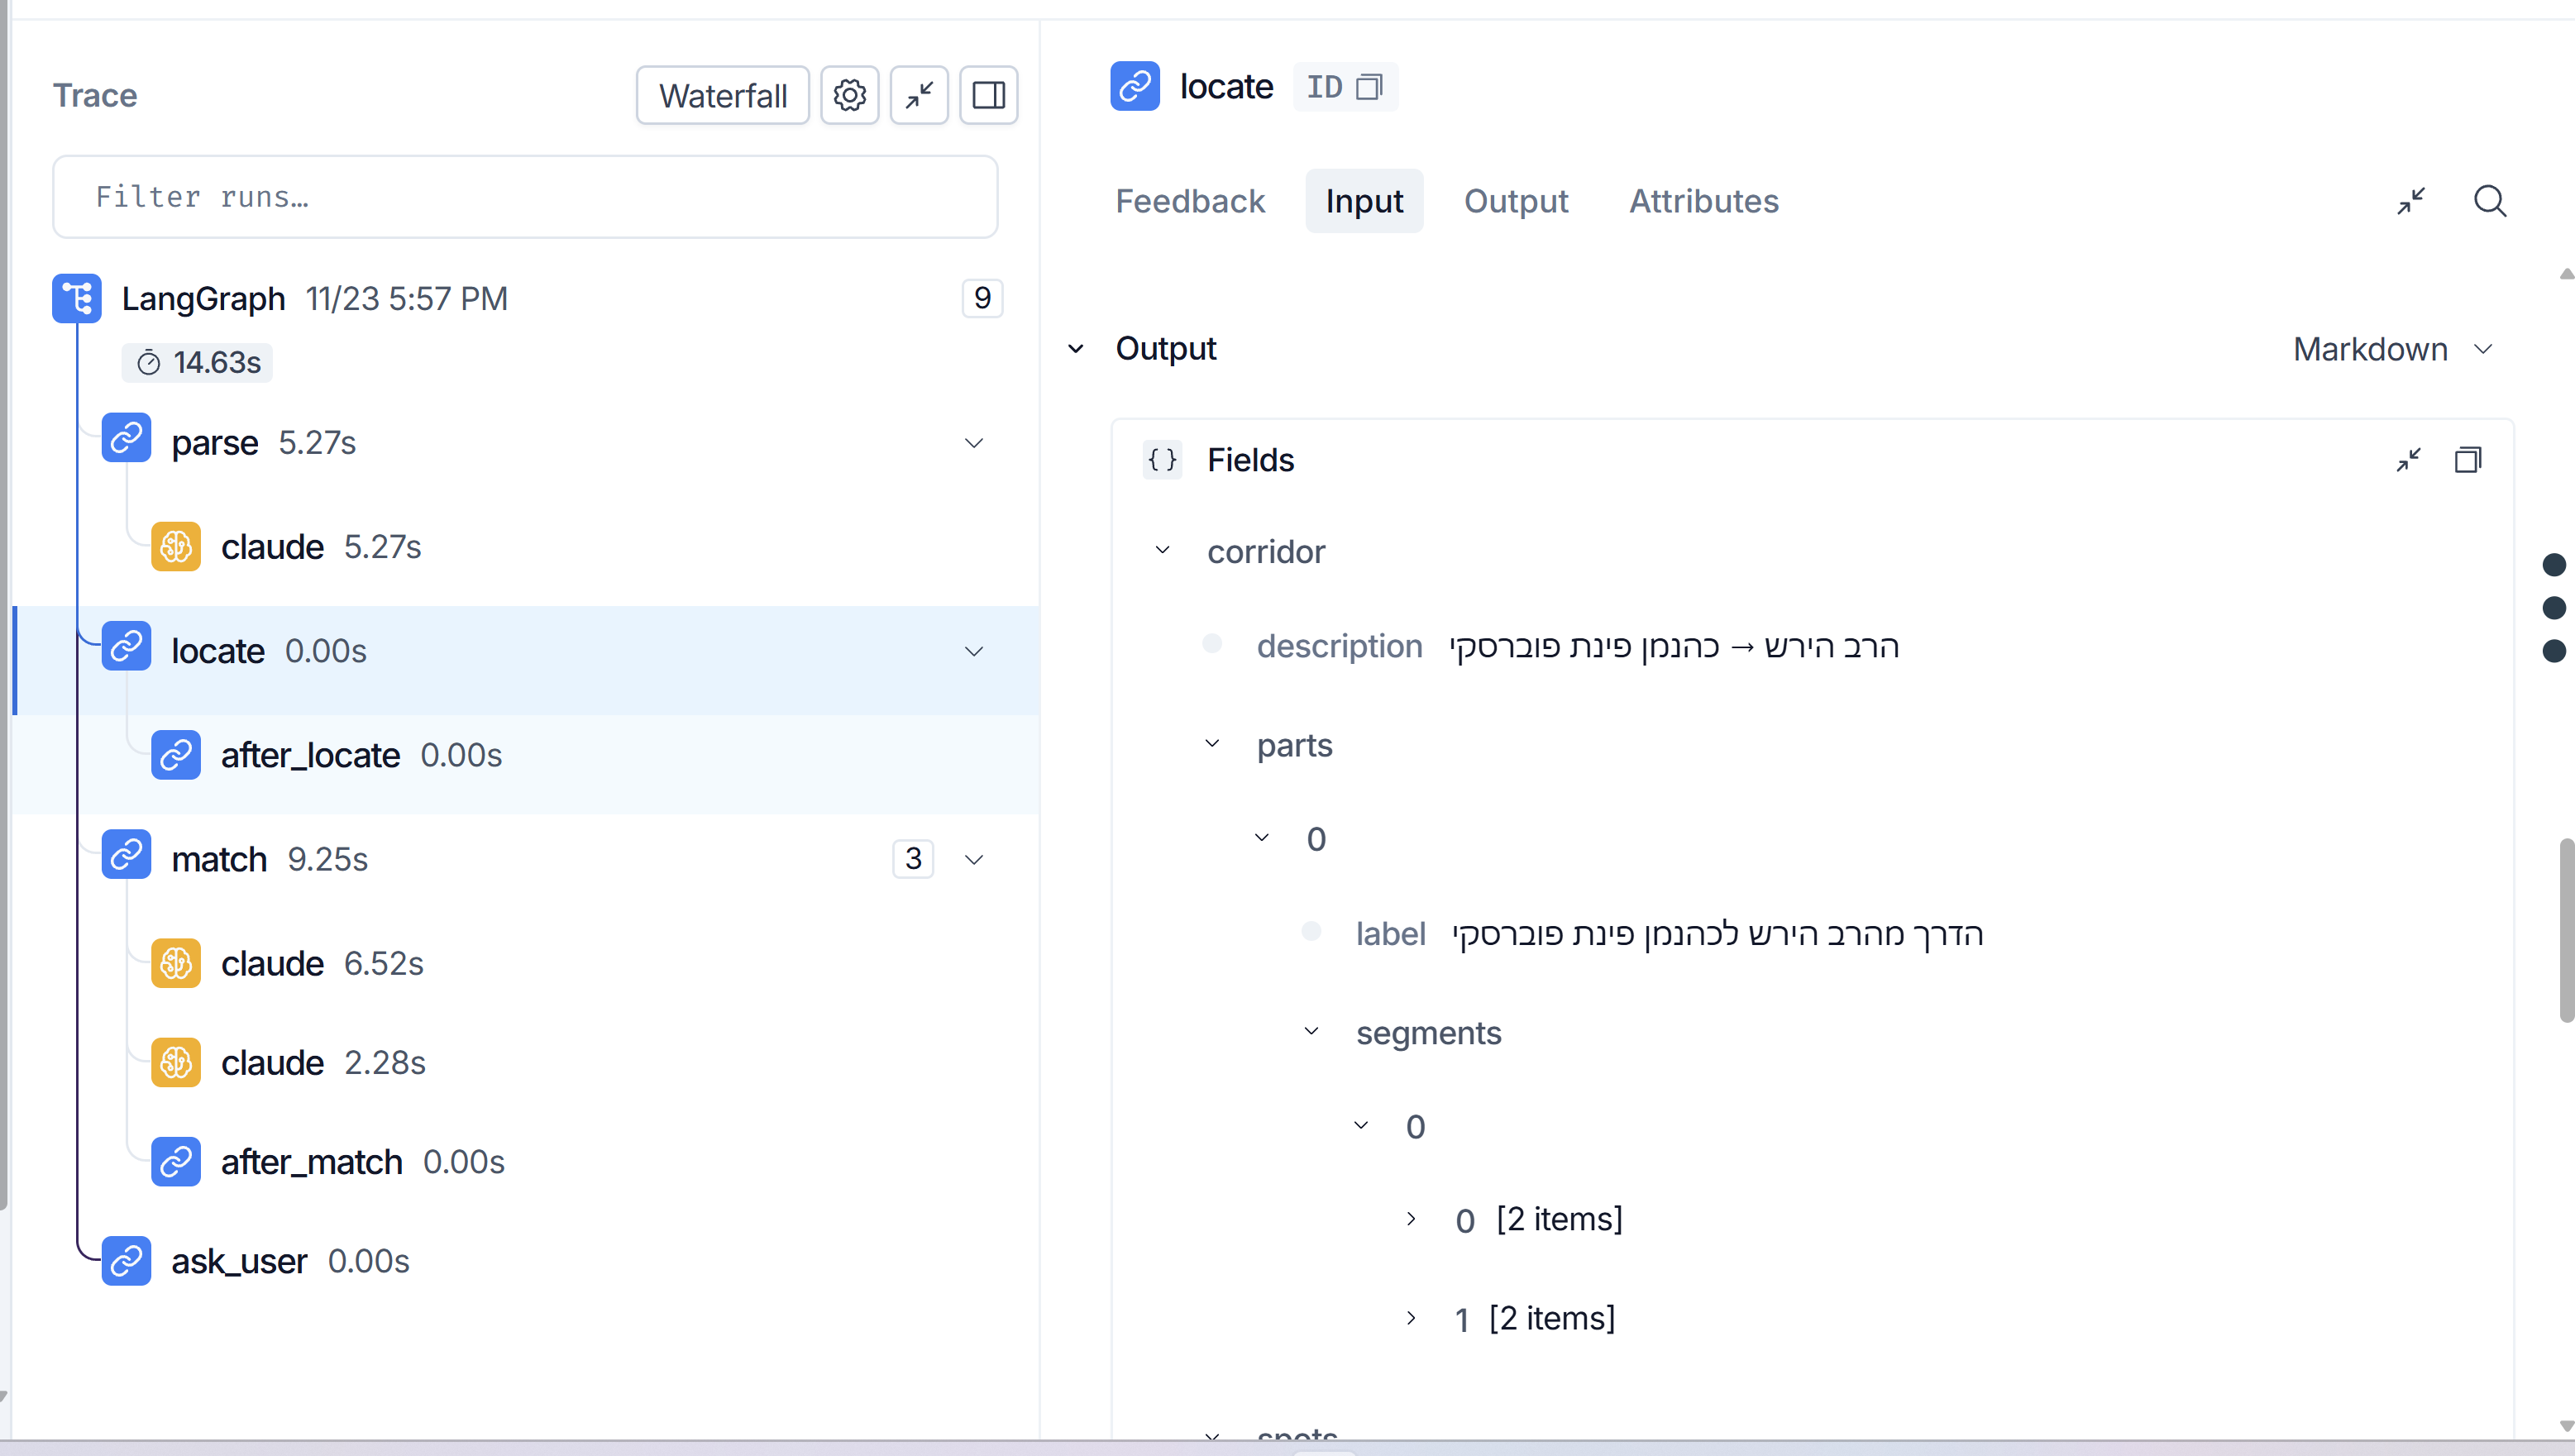 Trace
Waterfall
Filter runs…
LangGraph 11/23 5:57 PM 9
14.63s
parse 5.27s
claude 5.27s
locate 0.00s
after_locate 0.00s
match 9.25s 3
claude 6.52s
claude 2.28s
after_match 0.00s
ask_user 0.00s
locate ID
Feedback Input Output Attributes
Output Markdown
{} Fields
corridor
description הרב הירש → כהנמן פינת פוברסקי
parts
0
label הדרך מהרב הירש לכהנמן פינת פוברסקי
segments
0
0 [2 items]
1 [2 items]
spots